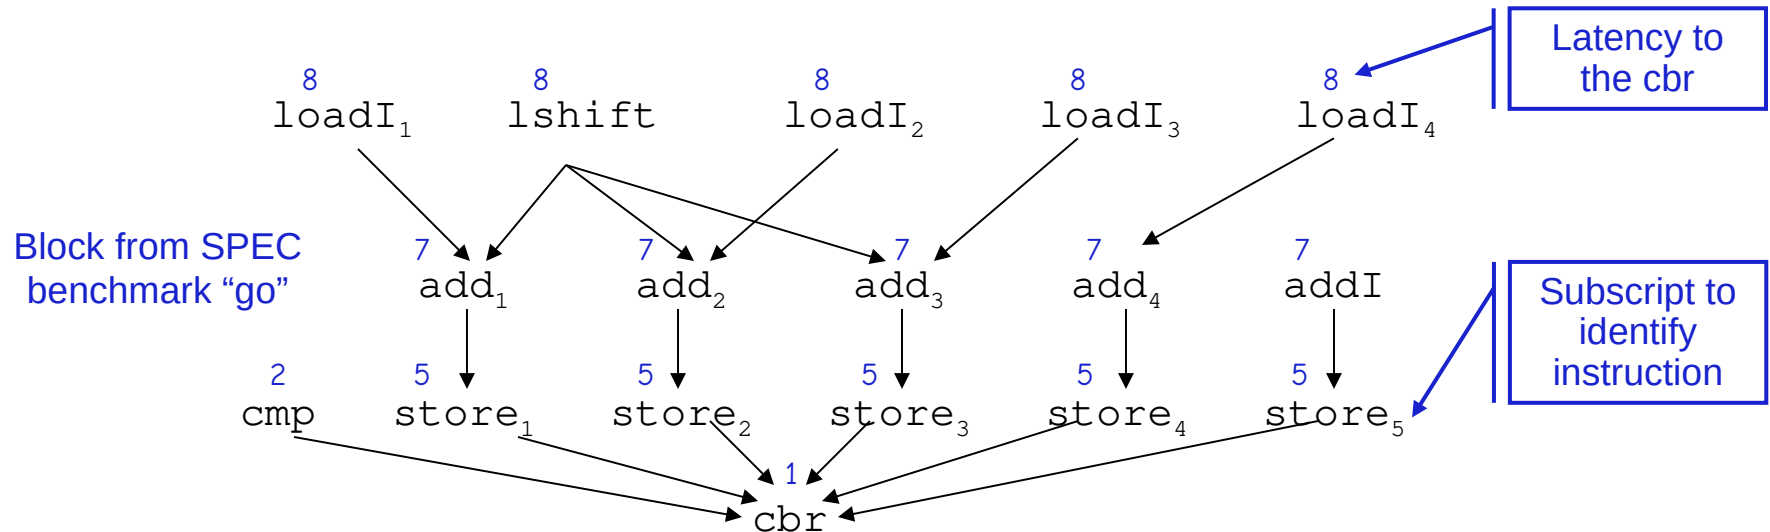 Latency to
the cbr
8 8 8 8 8
loadI₁ lshift loadI₂ loadI₃ loadI₄
Block from SPEC
benchmark “go”
7 7 7 7 7
add₁ add₂ add₃ add₄ addI
Subscript to
identify
instruction
2 5 5 5 5 5
cmp store₁ store₂ store₃ store₄ store₅
1
cbr